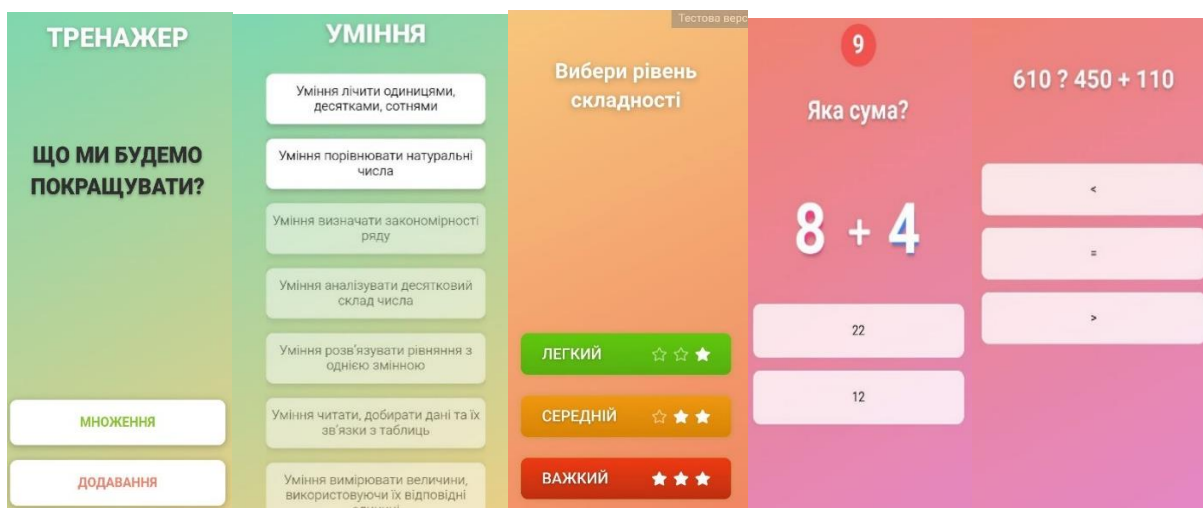 ТРЕНАЖЕР
ЩО МИ БУДЕМО
ПОКРАЩУВАТИ?
МНОЖЕННЯ
ДОДАВАННЯ
УМІННЯ
Уміння лічити одиницями,
десятками, сотнями
Уміння порівнювати натуральні
числа
Уміння визначати закономірності
ряду
Уміння аналізувати десятковий
склад числа
Уміння розв'язувати рівняння з
однією змінною
Уміння читати, добирати дані та їх
зв'язки з таблиць
Уміння вимірювати величини,
використовуючи їх відповідні
Тестова верс
Вибери рівень
складності
ЛЕГКИЙ
СЕРЕДНІЙ
ВАЖКИЙ
9
Яка сума?
8 + 4
22
12
610 ? 450 + 110
<
=
>